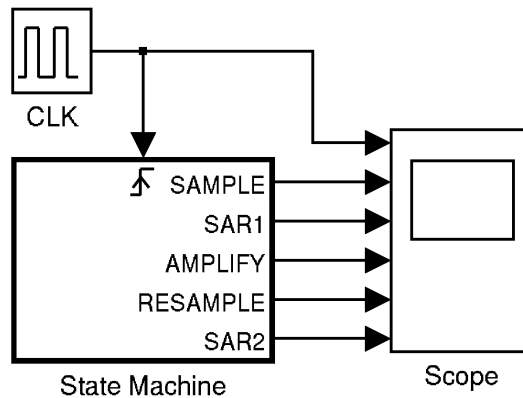 CLK
SAMPLE
SAR1
AMPLIFY
RESAMPLE
SAR2
State Machine
Scope